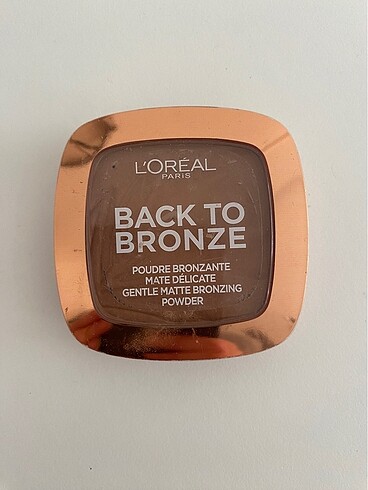 L'ORÉAL
PARIS
BACK TO
BRONZE
POUDRE BRONZANTE
MATE DÉLICATE
GENTLE MATTE BRONZING
POWDER